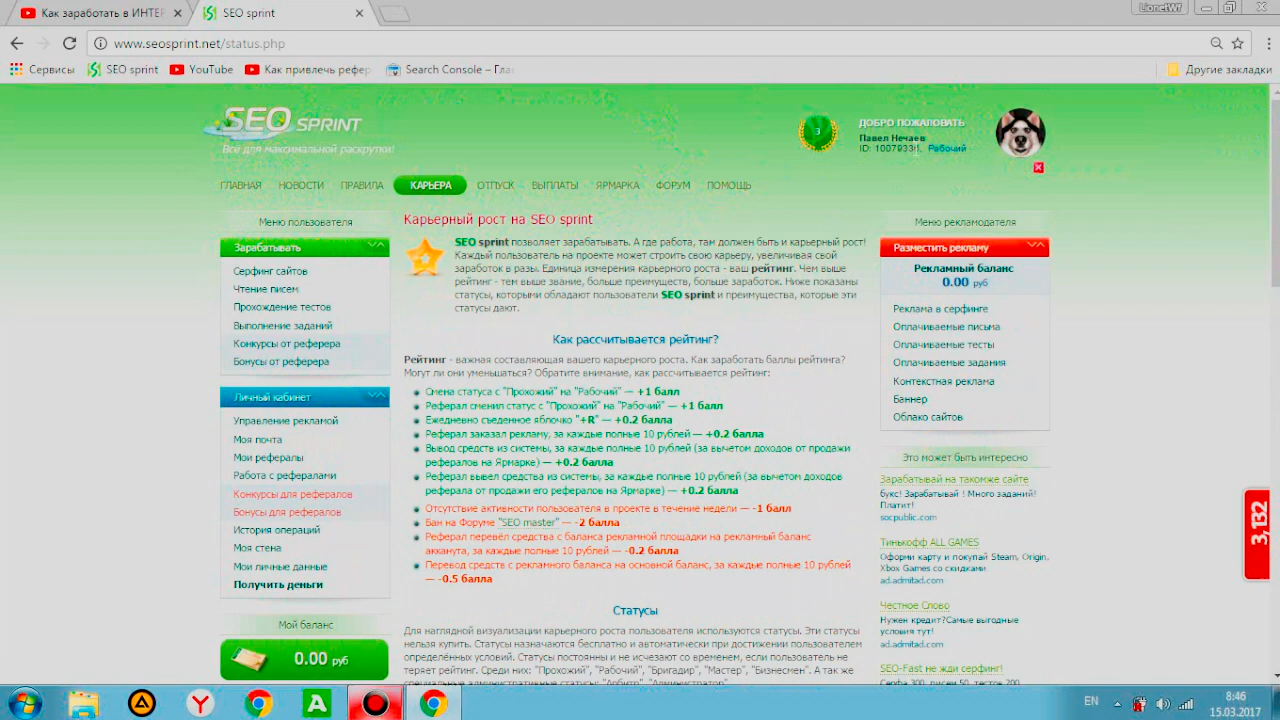 Как заработать в ИНТЕР
SEO sprint
LionetWf
www.seosprint.net/status.php
Сервисы
SEO sprint
YouTube
Как привлечь рефер
Search Console – Гла
Другие закладки
SEO SPRINT
Всё для максимальной раскрутки!
3
ДОБРО ПОЖАЛОВАТЬ
Павел Нечаев
Рабочий
ГЛАВНАЯ НОВОСТИ ПРАВИЛА КАРЬЕРА ОТПУСК ВЫПЛАТЫ ЯРМАРКА ФОРУМ ПОМОЩЬ
Меню пользователя
Зарабатывать
Серфинг сайтов
Чтение писем
Прохождение тестов
Выполнение заданий
Конкурсы от реферера
Бонусы от реферера
Личный кабинет
Управление рекламой
Моя почта
Мои рефералы
Работа с рефералами
Конкурсы для рефералов
Бонусы для рефералов
История операций
Моя стена
Мои личные данные
Получить деньги
Мой баланс
0.00 руб
Карьерный рост на SEO sprint
SEO sprint позволяет зарабатывать. А где работа, там должен быть и карьерный рост!
Каждый пользователь на проекте может строить свою карьеру, увеличивая свой
заработок в разы. Единица измерения карьерного роста - ваш рейтинг. Чем выше
рейтинг - тем выше звание, больше преимуществ, больше заработок. Ниже показаны
статусы, которыми обладают пользователи SEO sprint и преимущества, которые эти
статусы дают.
Как рассчитывается рейтинг?
Рейтинг - важная составляющая вашего карьерного роста. Как заработать баллы рейтинга?
Могут ли они уменьшаться? Обратите внимание, как рассчитывается рейтинг:
Смена статуса с "Прохожий" на "Рабочий" — +1 балл
Реферал сменил статус с "Прохожий" на "Рабочий" — +1 балл
Ежедневно съеденное яблочко "+R" — +0.2 балла
Реферал заказал рекламу, за каждые полные 10 рублей — +0.2 балла
Вывод средств из системы, за каждые полные 10 рублей (за вычетом доходов от продажи
рефералов на Ярмарке) — +0.2 балла
Реферал вывел средства из системы, за каждые полные 10 рублей (за вычетом доходов
реферала от продажи его рефералов на Ярмарке) — +0.2 балла
Отсутствие активности пользователя в проекте в течение недели — -1 балл
Бан на Форуме "SEO master" — -2 балла
Реферал перевёл средства с баланса рекламной площадки на рекламный баланс
аккаунта, за каждые полные 10 рублей — -0.2 балла
Перевод средств с рекламного баланса на основной баланс, за каждые полные 10 рублей
— -0.5 балла
Статусы
Для наглядной визуализации карьерного роста пользователя используются статусы. Эти статусы
нельзя купить. Статусы назначаются бесплатно и автоматически при достижении пользователем
определённых условий. Статусы постоянны и не исчезают со временем, если пользователь не
теряет рейтинг. Среди них: "Прохожий", "Рабочий", "Бригадир", "Мастер", "Бизнесмен". А так же
специальные административные статусы: "Арбитр", "Администратор".
Меню рекламодателя
Разместить рекламу
Рекламный баланс
0.00 руб
Реклама в серфинге
Оплачиваемые письма
Оплачиваемые тесты
Оплачиваемые задания
Контекстная реклама
Баннер
Облако сайтов
Это может быть интересно
Зарабатывай на такомже сайте
букс! Зарабатывай ! Много заданий!
Платит!
socpublic.com
Тинькофф ALL GAMES
Оформи карту и покупай Steam, Origin,
Xbox Games со скидками
ad.admitad.com
Честное Слово
Нужен кредит?Самые выгодные
условия тут!
ad.admitad.com
SEO-Fast не жди серфинг!
Серфа 300, писем 50, тестов 200
3,132
EN
8:46
15.03.2017